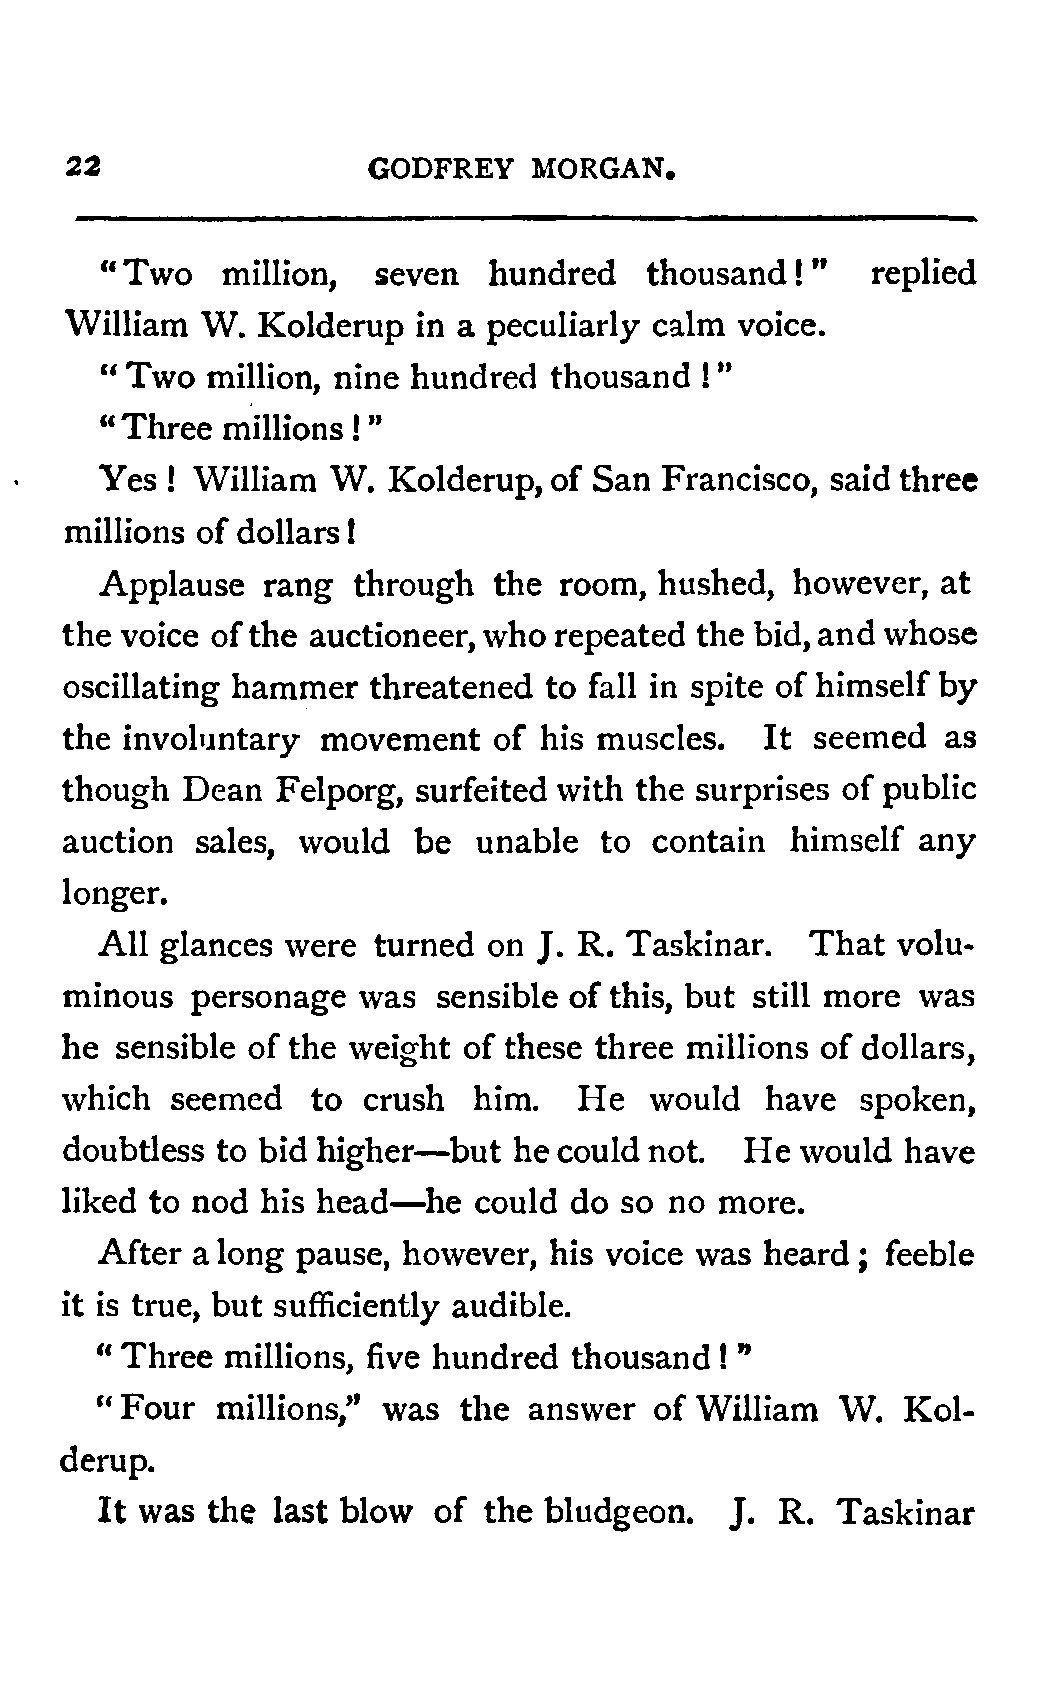 22 GODFREY MORGAN.
"Two million, seven hundred thousand!" replied
William W. Kolderup in a peculiarly calm voice.
"Two million, nine hundred thousand!"
"Three millions!"
Yes! William W. Kolderup, of San Francisco, said three
millions of dollars!
Applause rang through the room, hushed, however, at
the voice of the auctioneer, who repeated the bid, and whose
oscillating hammer threatened to fall in spite of himself by
the involuntary movement of his muscles. It seemed as
though Dean Felporg, surfeited with the surprises of public
auction sales, would be unable to contain himself any
longer.
All glances were turned on J. R. Taskinar. That volu-
minous personage was sensible of this, but still more was
he sensible of the weight of these three millions of dollars,
which seemed to crush him. He would have spoken,
doubtless to bid higher—but he could not. He would have
liked to nod his head—he could do so no more.
After a long pause, however, his voice was heard; feeble
it is true, but sufficiently audible.
"Three millions, five hundred thousand!"
"Four millions," was the answer of William W. Kol-
derup.
It was the last blow of the bludgeon. J. R. Taskinar